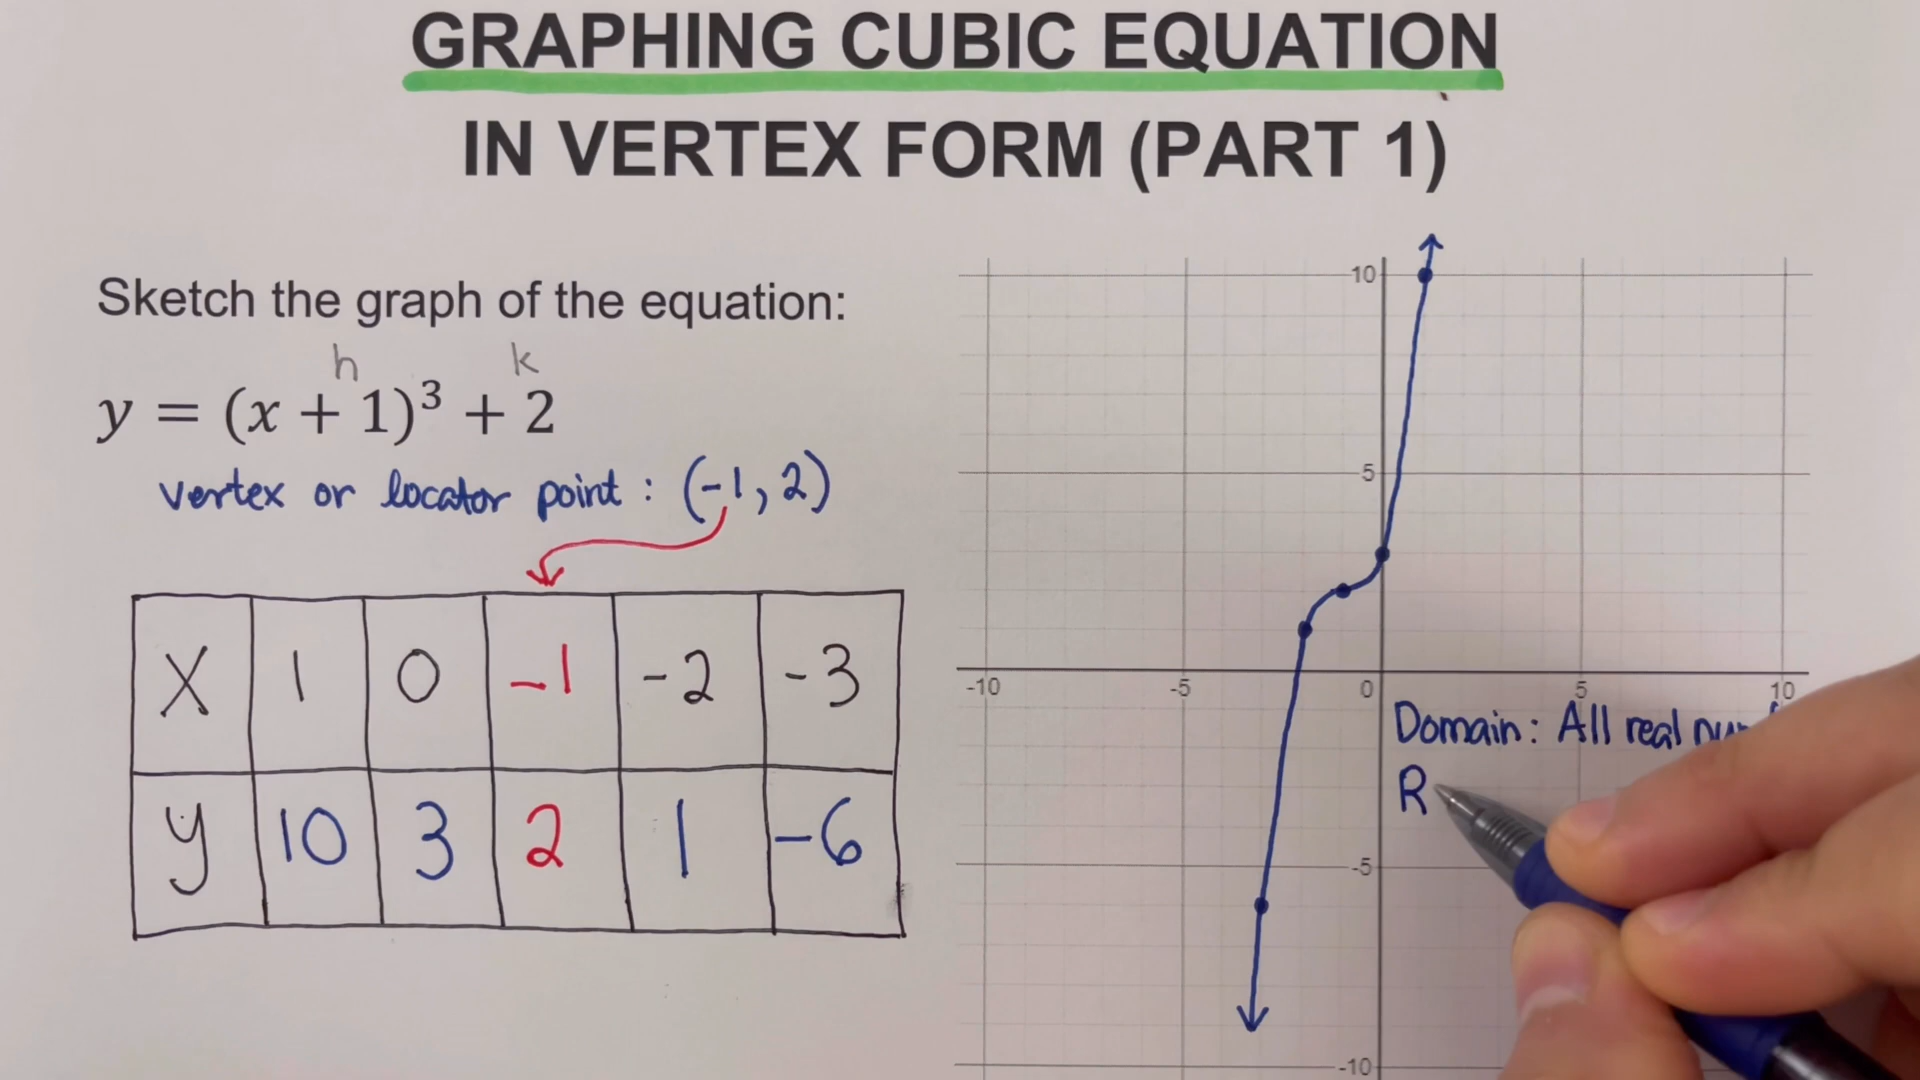 GRAPHING CUBIC EQUATION
IN VERTEX FORM (PART 1)
Sketch the graph of the equation:
h k
y = (x + 1)³ + 2
vertex or locator point : (-1, 2)
X 1 0 -1 -2 -3
y 10 3 2 1 -6
10
5
-10 -5 0 5 10
Domain: All real
R
-5
-10